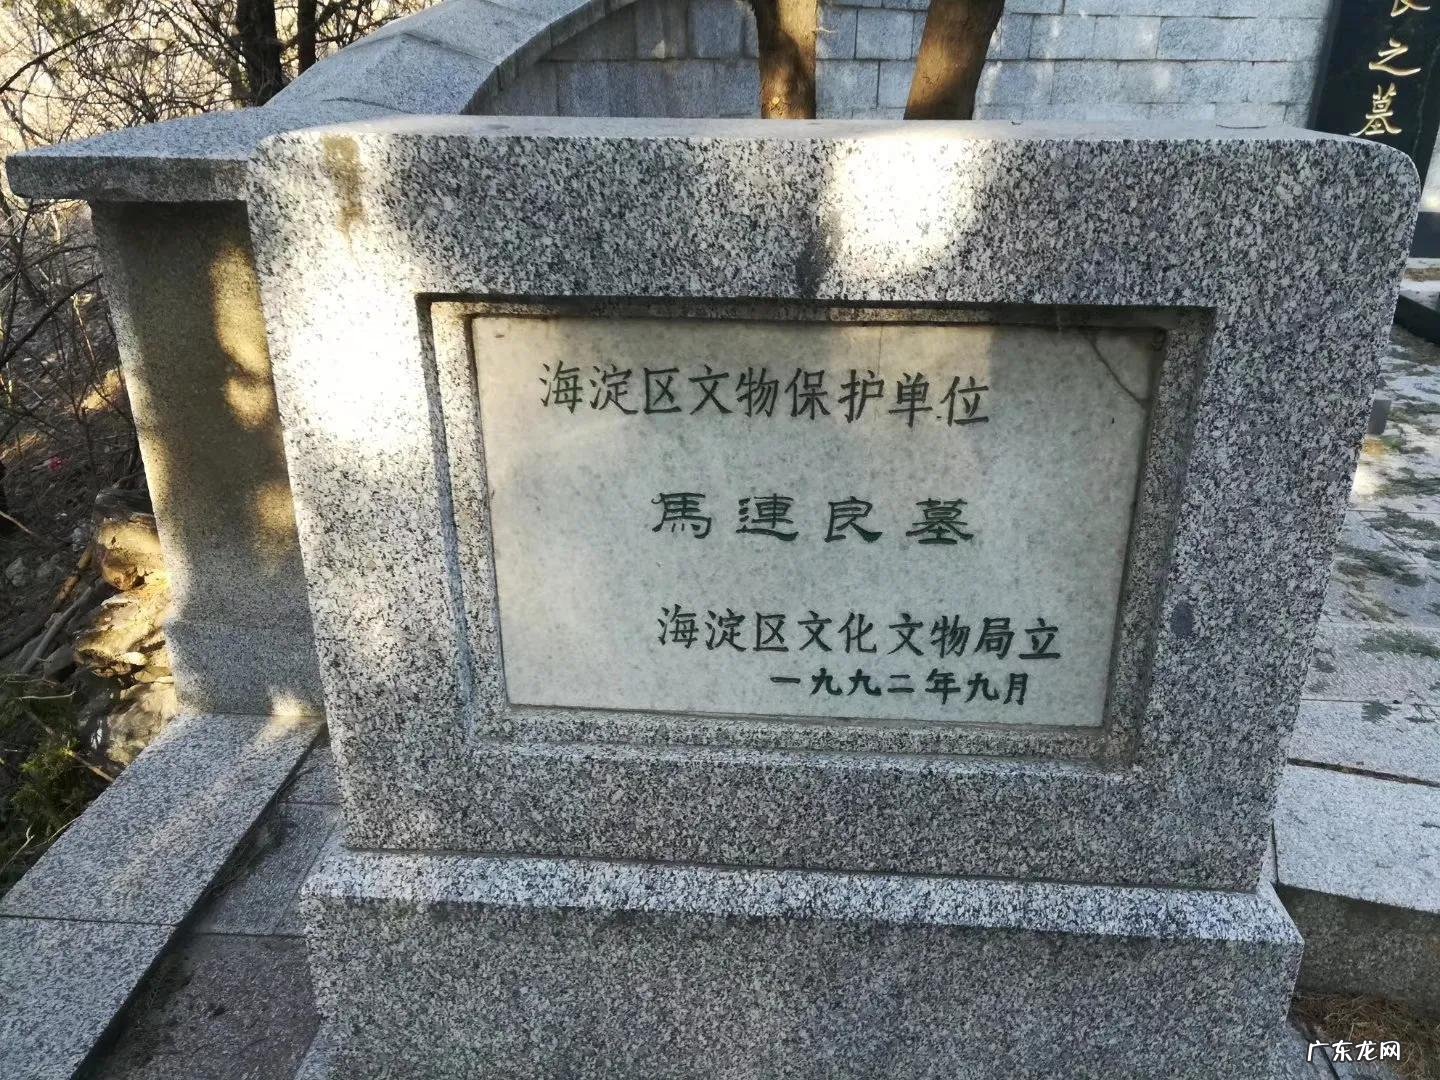 海淀区文物保护单位
馬連良墓
海淀区文化文物局立
一九九二年九月
良之墓
广东龙网